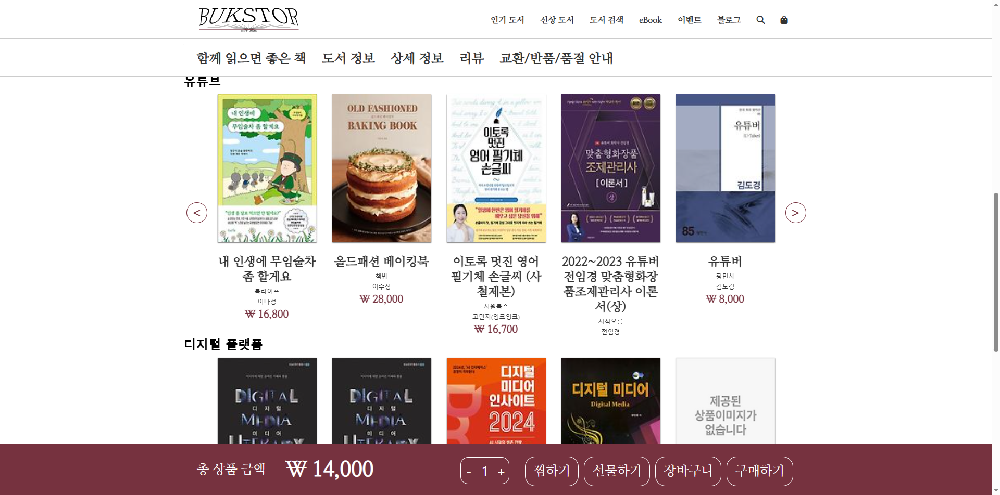 BUKSTOR
EST 2025
인기 도서 신상 도서 도서 검색 eBook 이벤트 블로그
함께 읽으면 좋은 책 도서 정보 상세 정보 리뷰 교환/반품/품절 안내
유튜브
내 인생에
무임술차 좀 할게요
OLD FASHIONED
BAKING BOOK
이토록
멋진
영어 필기체
손글씨
맞춤형화장품
조제관리사
[ 이론서 ]
상
유튜버
김도경
85
<
>
내 인생에 무임술차
좀 할게요
북라이프
이다정
₩ 16,800
올드패션 베이킹북
책밥
이수정
₩ 28,000
이토록 멋진 영어
필기체 손글씨 (사
철제본)
시원북스
고민지(잉크잉크)
₩ 16,700
2022~2023 유튜버
전임경 맞춤형화장
품조제관리사 이론
서(상)
지식오름
전임경
유튜버
평민사
김도경
₩ 8,000
디지털 플랫폼
DIGITAL
디지털
MEDIA
미디어
LITERACY
DIGITAL
디지털
MEDIA
미디어
LITERACY
디지털
미디어
인사이트
2024
디지털 미디어
Digital Media
제공된
상품이미지가
없습니다
총 상품 금액 ₩ 14,000
- 1 + 찜하기 선물하기 장바구니 구매하기